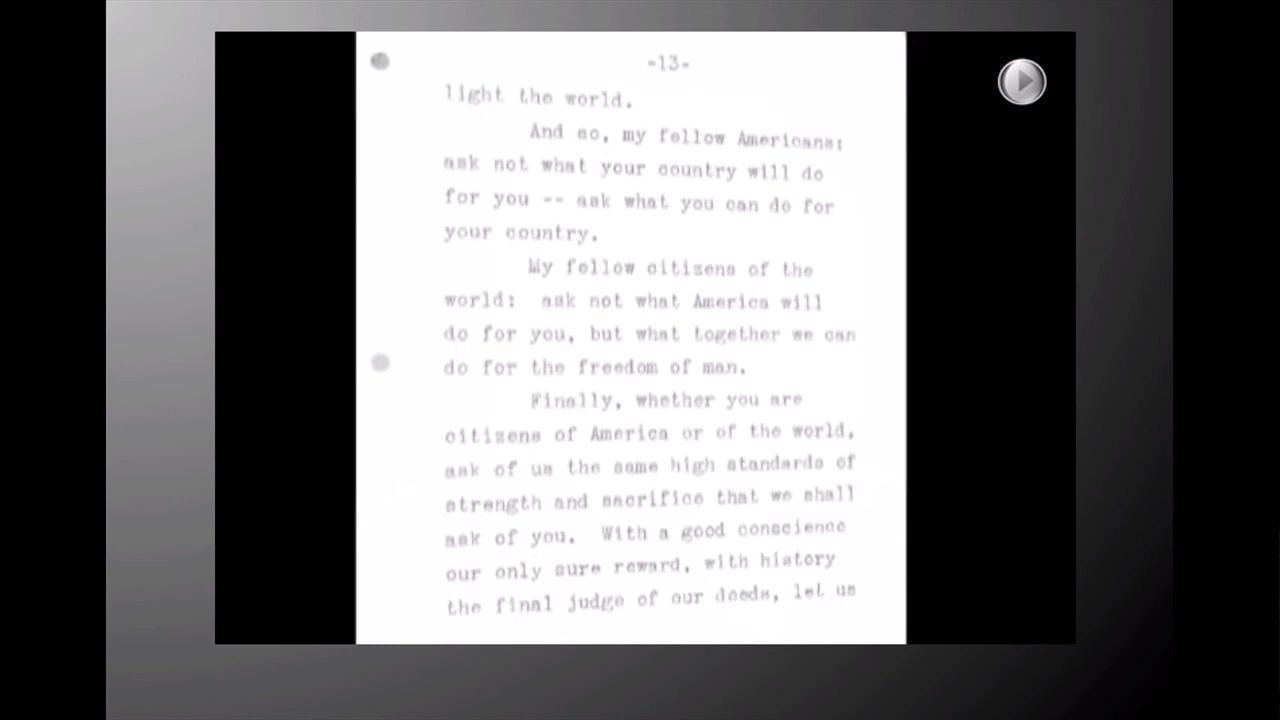 -13-
light the world.
And so, my fellow Americans:
ask not what your country will do
for you -- ask what you can do for
your country.
My fellow citizens of the
world: ask not what America will
do for you, but what together we can
do for the freedom of man.
Finally, whether you are
citizens of America or of the world,
ask of us the same high standards of
strength and sacrifice that we shall
ask of you. With a good conscience
our only sure reward, with history
the final judge of our deeds, let us